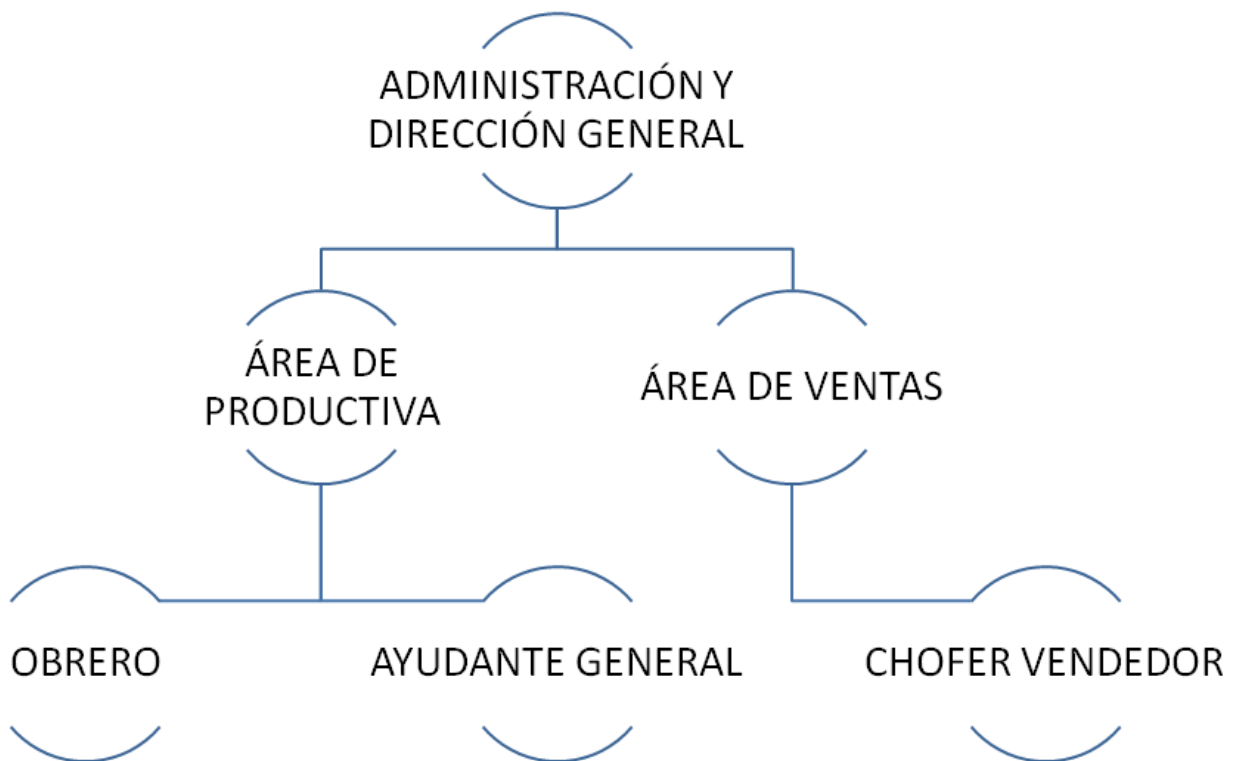 ADMINISTRACIÓN Y
DIRECCIÓN GENERAL
ÁREA DE
PRODUCTIVA
ÁREA DE VENTAS
OBRERO
AYUDANTE GENERAL
CHOFER VENDEDOR